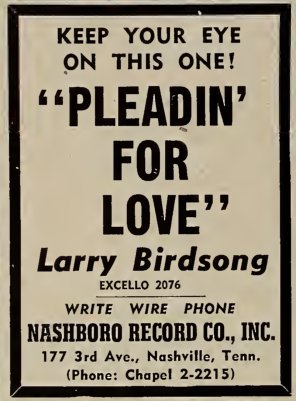 KEEP YOUR EYE
ON THIS ONE!
"PLEADIN'
FOR
LOVE"
Larry Birdsong
EXCELLO 2076
WRITE WIRE PHONE
NASHBORO RECORD CO., INC.
177 3rd Ave., Nashville, Tenn.
(Phone: Chapel 2-2215)